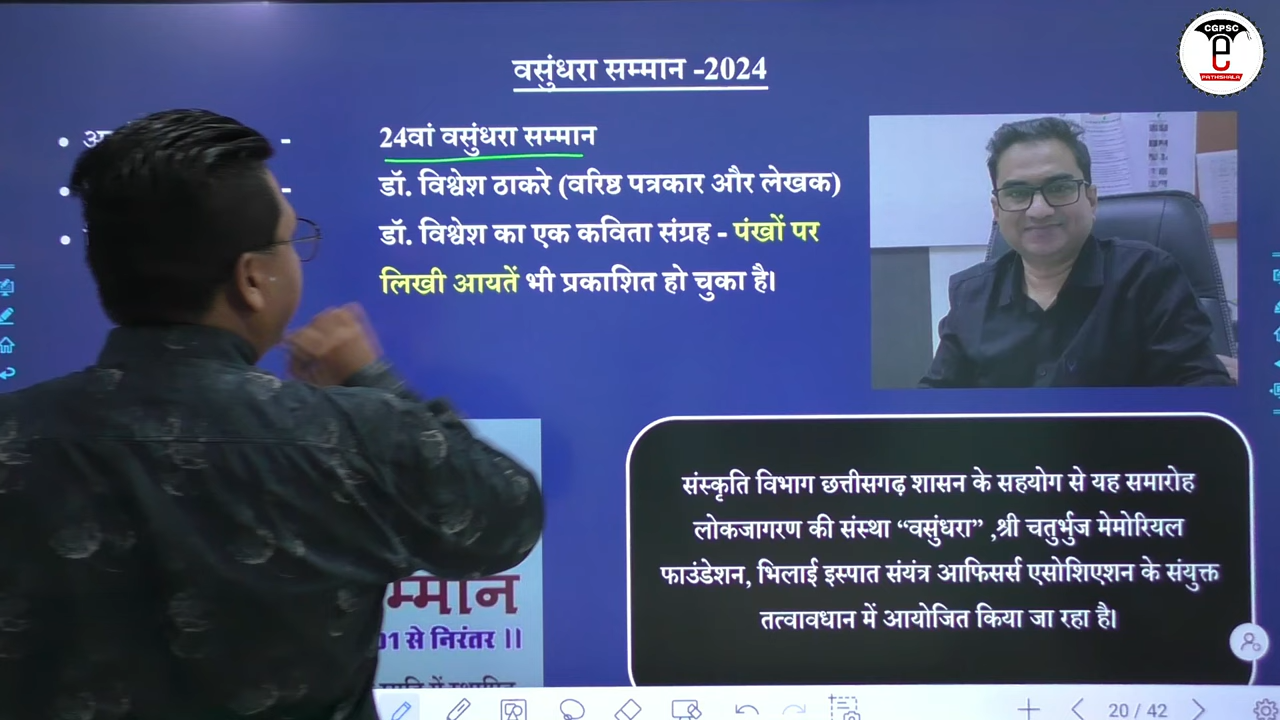 CGPSC
e
PATHSHALA
वसुंधरा सम्मान -2024
24वां वसुंधरा सम्मान
डॉ. विश्वेश ठाकरे (वरिष्ठ पत्रकार और लेखक)
डॉ. विश्वेश का एक कविता संग्रह - पंखों पर
लिखी आयतें भी प्रकाशित हो चुका है।
संस्कृति विभाग छत्तीसगढ़ शासन के सहयोग से यह समारोह
लोकजागरण की संस्था “वसुंधरा” ,श्री चतुर्भुज मेमोरियल
फाउंडेशन, भिलाई इस्पात संयंत्र आफिसर्स एसोशिएशन के संयुक्त
तत्वावधान में आयोजित किया जा रहा है।
म्मान
01 से निरंतर ।।
20 / 42